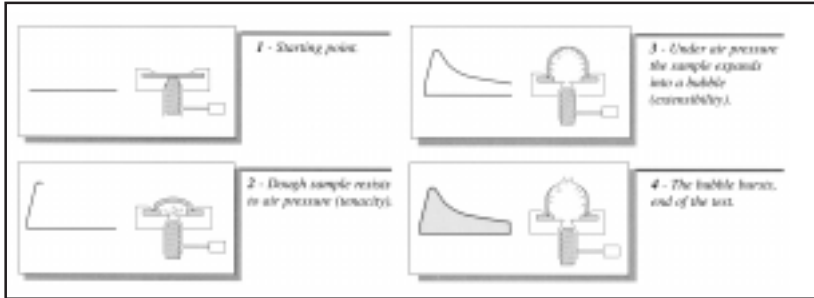 1 - Starting point.
2 - Dough sample resists
to air pressure (tenacity).
3 - Under air pressure
the sample expands
into a bubble
(extensibility).
4 - The bubble bursts,
end of the test.